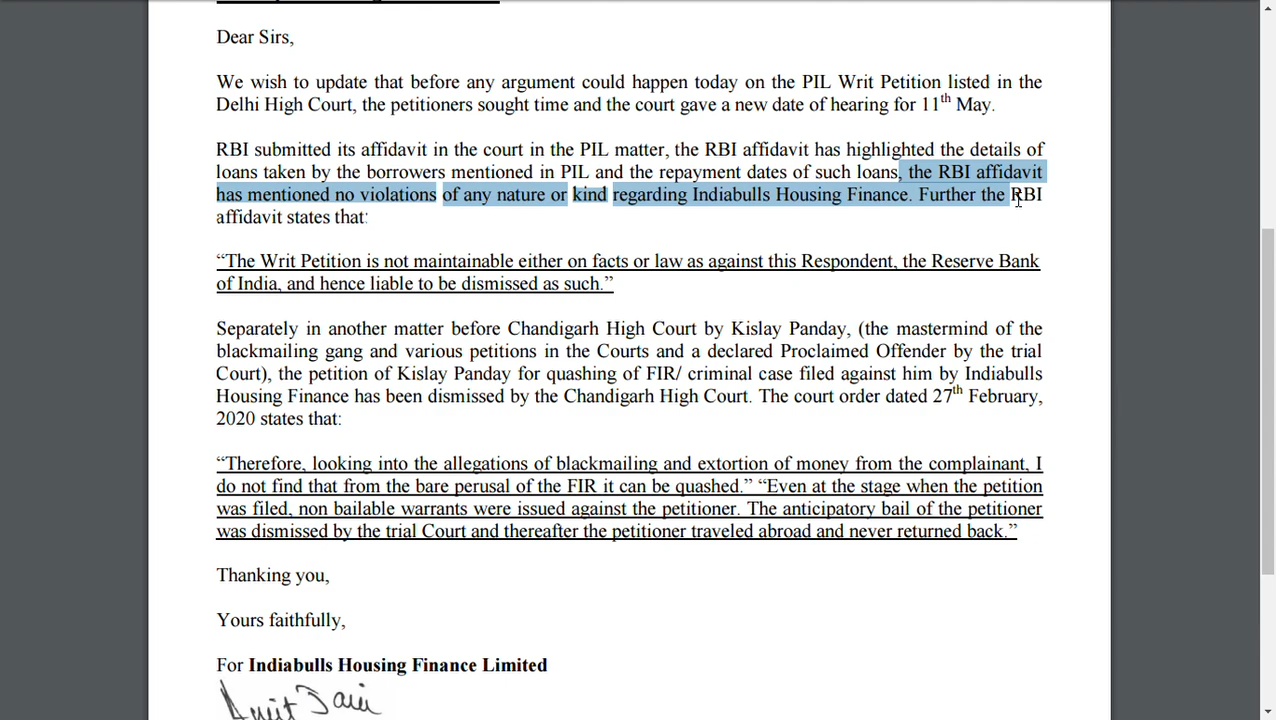 Dear Sirs,
We wish to update that before any argument could happen today on the PIL Writ Petition listed in the
Delhi High Court, the petitioners sought time and the court gave a new date of hearing for 11th May.
RBI submitted its affidavit in the court in the PIL matter, the RBI affidavit has highlighted the details of
loans taken by the borrowers mentioned in PIL and the repayment dates of such loans, the RBI affidavit
has mentioned no violations of any nature or kind regarding Indiabulls Housing Finance. Further the RBI
affidavit states that:
“The Writ Petition is not maintainable either on facts or law as against this Respondent, the Reserve Bank
of India, and hence liable to be dismissed as such.”
Separately in another matter before Chandigarh High Court by Kislay Panday, (the mastermind of the
blackmailing gang and various petitions in the Courts and a declared Proclaimed Offender by the trial
Court), the petition of Kislay Panday for quashing of FIR/ criminal case filed against him by Indiabulls
Housing Finance has been dismissed by the Chandigarh High Court. The court order dated 27th February,
2020 states that:
“Therefore, looking into the allegations of blackmailing and extortion of money from the complainant, I
do not find that from the bare perusal of the FIR it can be quashed.” “Even at the stage when the petition
was filed, non bailable warrants were issued against the petitioner. The anticipatory bail of the petitioner
was dismissed by the trial Court and thereafter the petitioner traveled abroad and never returned back.”
Thanking you,
Yours faithfully,
For Indiabulls Housing Finance Limited
Amit Jain